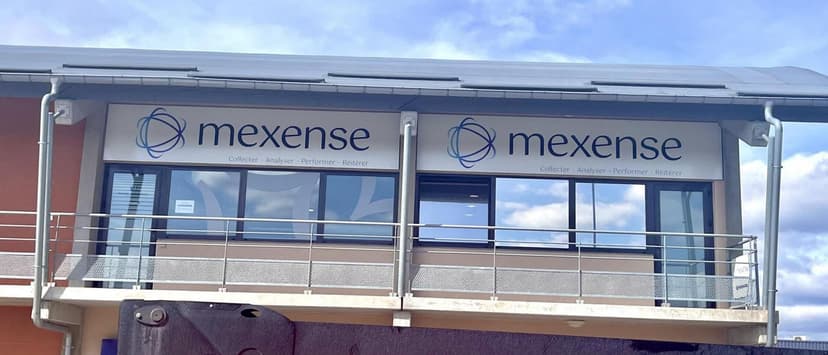 mexense
Collecter - Analyser - Performer - Réitérer
mexense
Collecter - Analyser - Performer - Réitérer